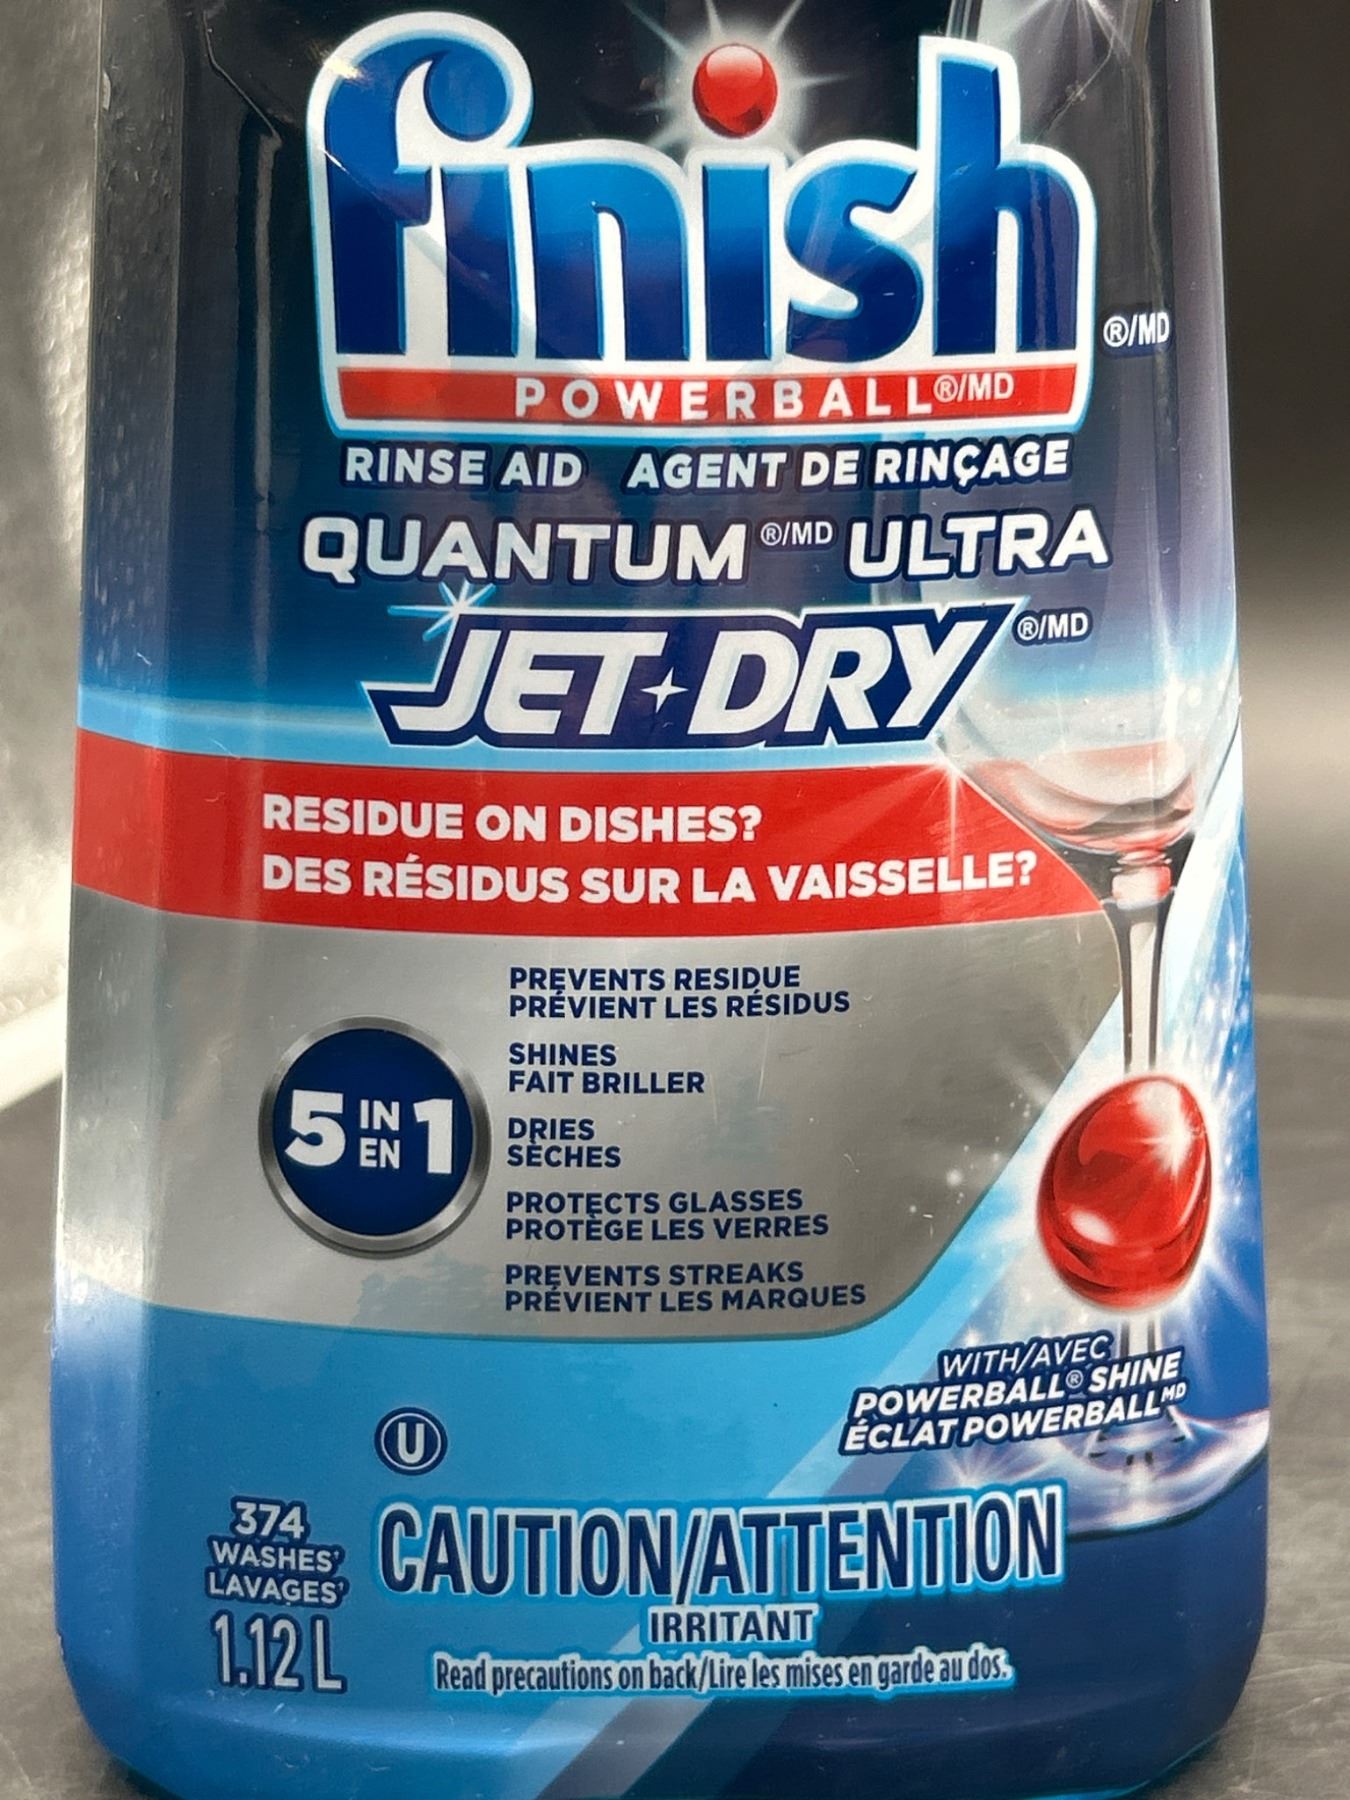 finish ®/MD
POWERBALL®/MD
RINSE AID AGENT DE RINÇAGE
QUANTUM®/MD ULTRA
JET DRY ®/MD
RESIDUE ON DISHES?
DES RÉSIDUS SUR LA VAISSELLE?
5 IN EN 1
PREVENTS RESIDUE
PRÉVIENT LES RÉSIDUS
SHINES
FAIT BRILLER
DRIES
SÈCHES
PROTECTS GLASSES
PROTÈGE LES VERRES
PREVENTS STREAKS
PRÉVIENT LES MARQUES
WITH/AVEC
POWERBALL® SHINE
ÉCLAT POWERBALL MD
U
374
WASHES†
LAVAGES†
1.12 L
CAUTION/ATTENTION
IRRITANT
Read precautions on back/Lire les mises en garde au dos.